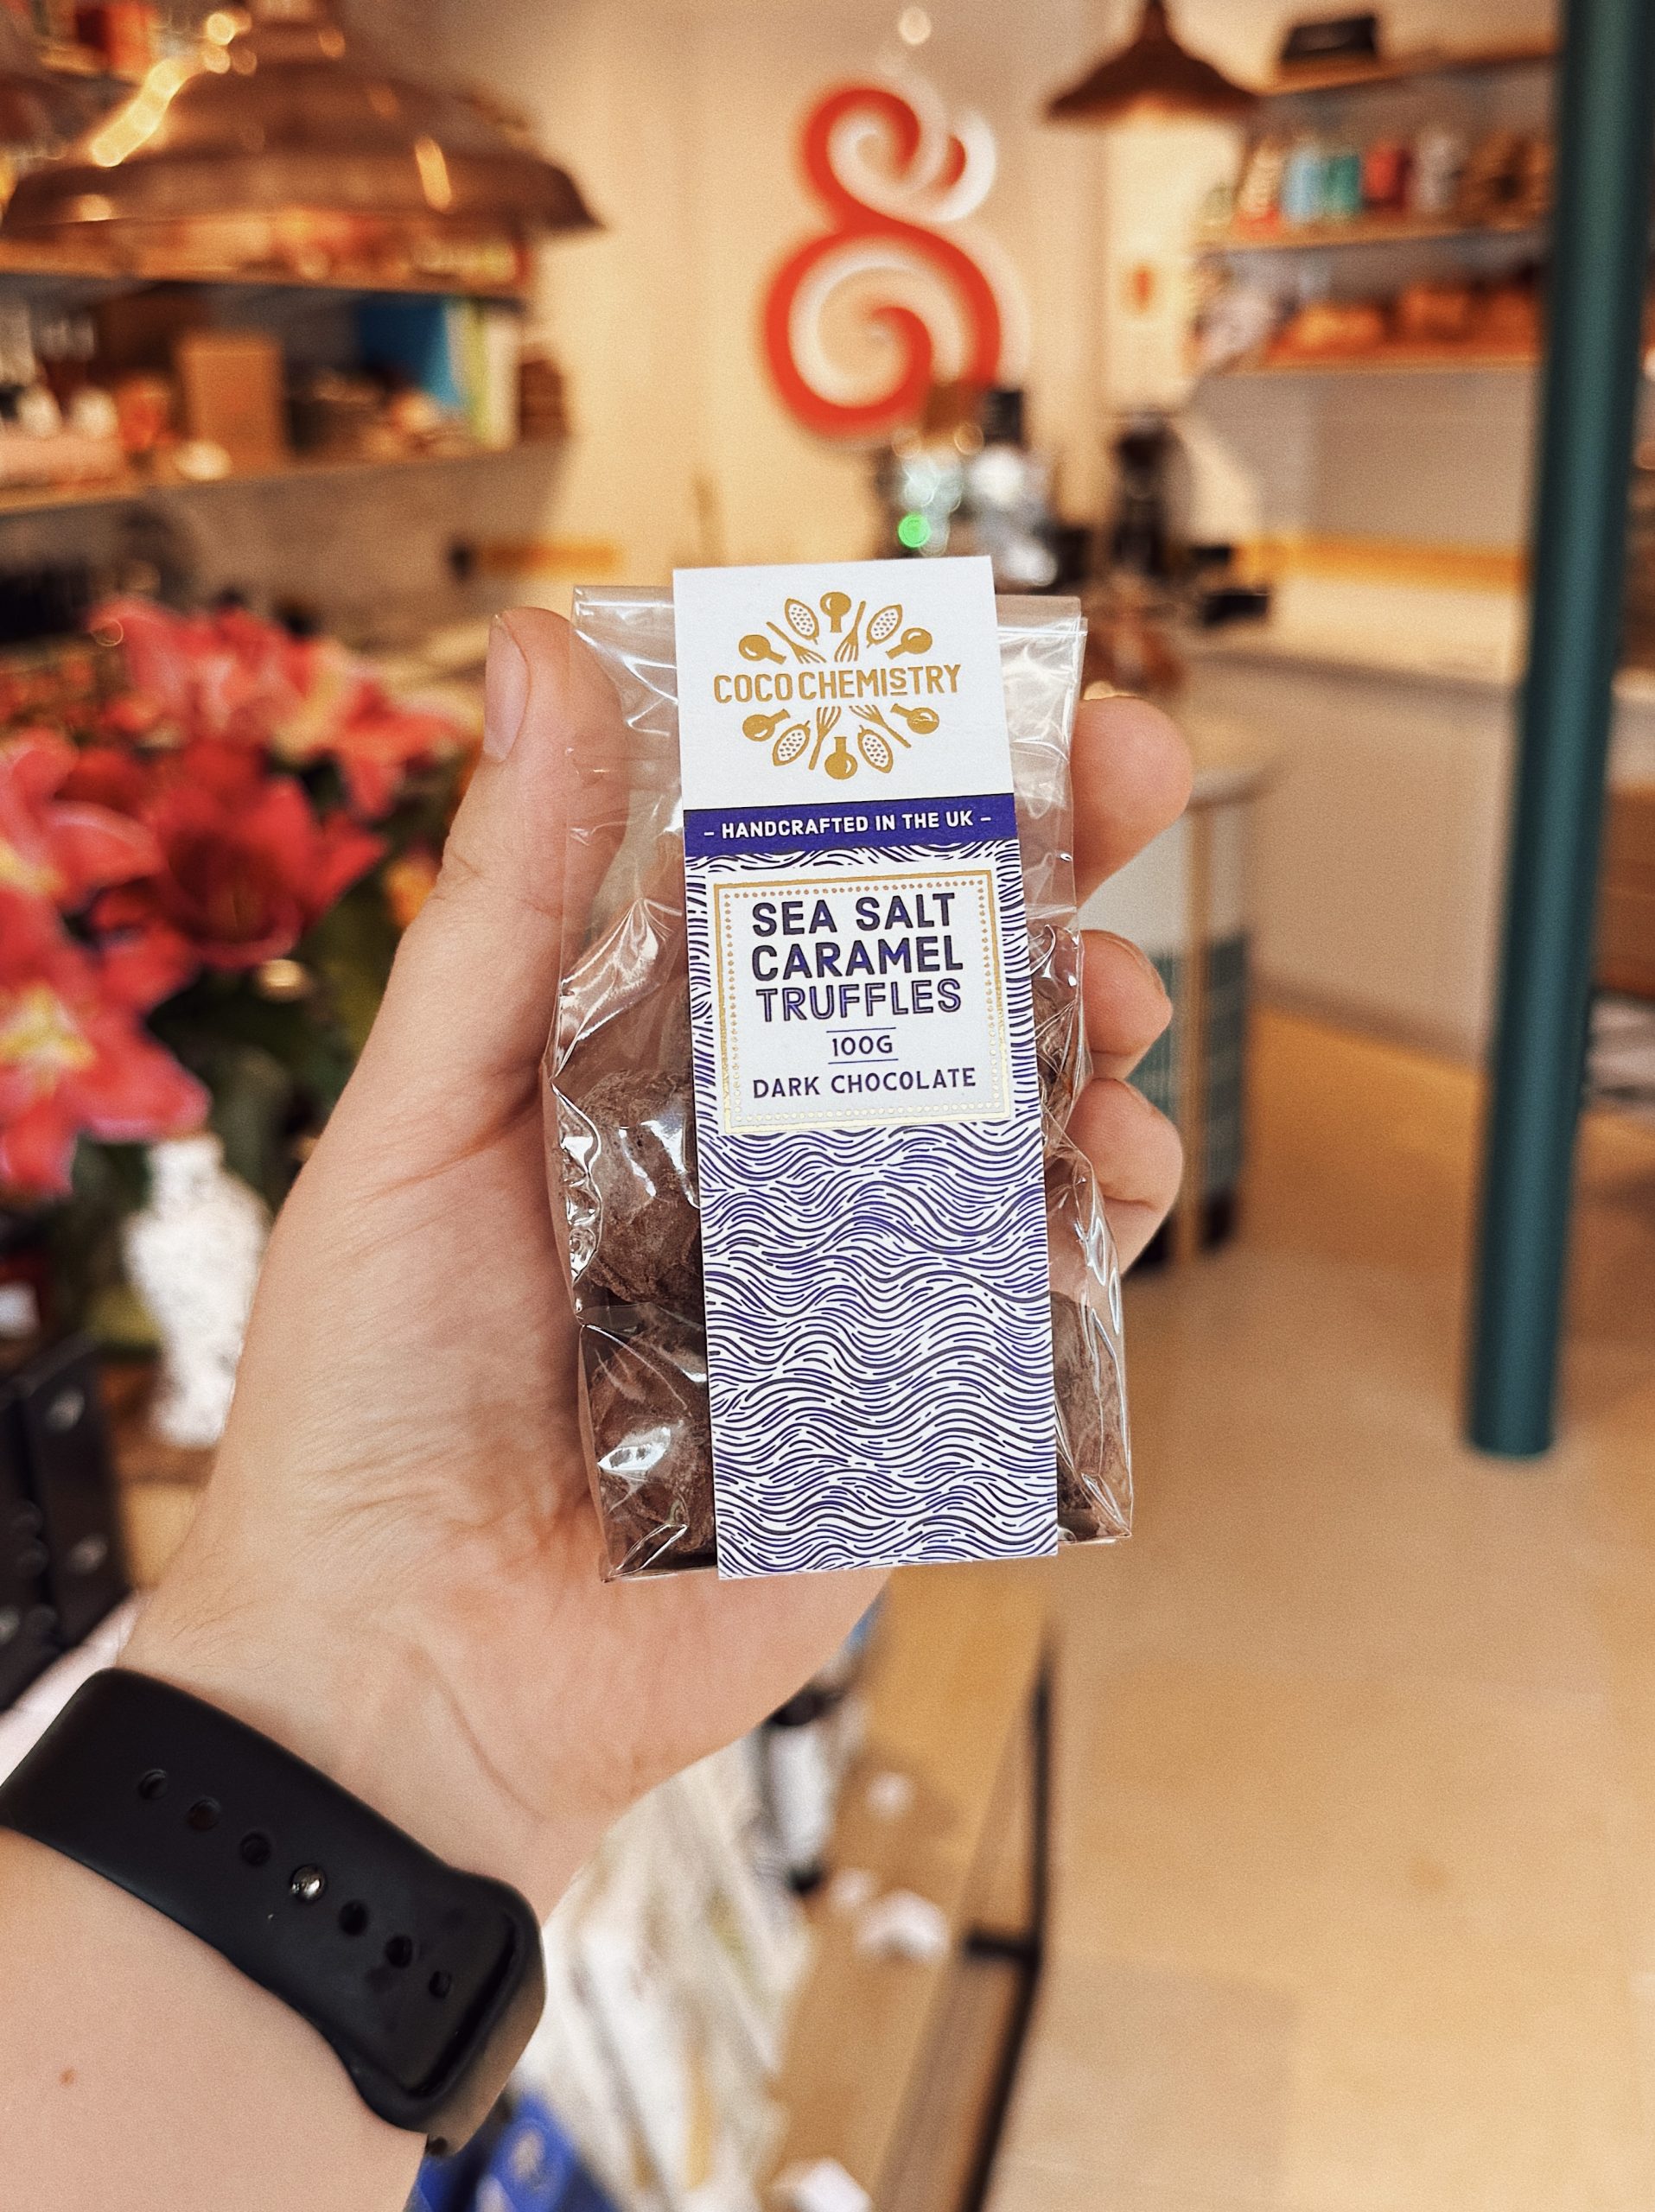 COCO CHEMISTRY
– HANDCRAFTED IN THE UK –
SEA SALT
CARAMEL
TRUFFLES
100G
DARK CHOCOLATE